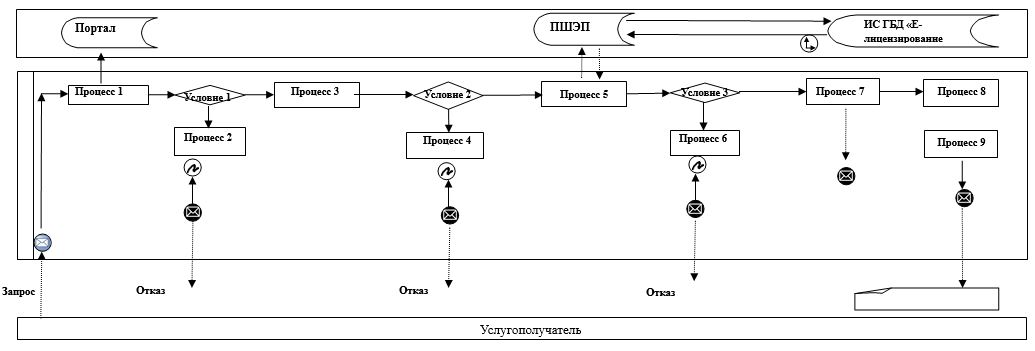 Портал
ПШЭП
ИС ГБД «Е-
лицензирование
Процесс 1
Условие 1
Процесс 3
Условие 2
Процесс 5
Условие 3
Процесс 7
Процесс 8
Процесс 2
Процесс 4
Процесс 6
Процесс 9
Запрос
Отказ
Отказ
Отказ
Услугополучатель